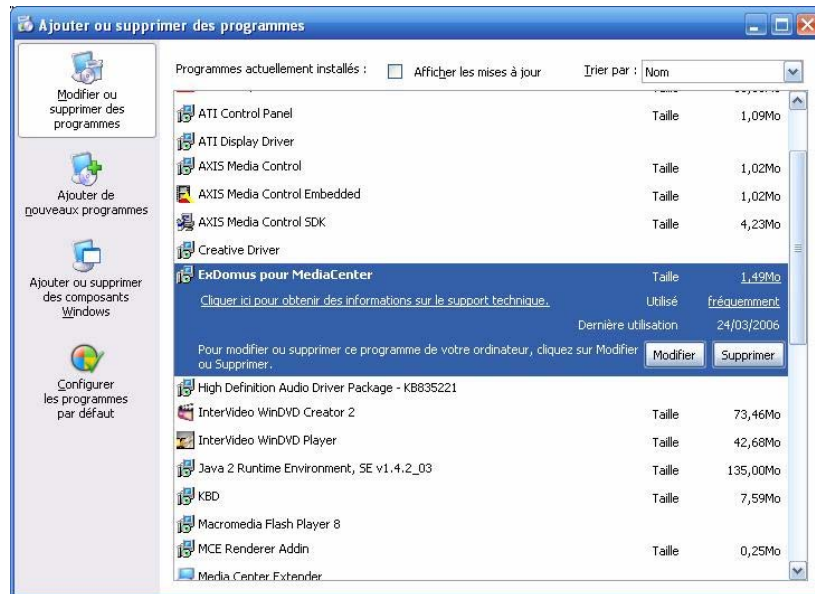 Ajouter ou supprimer des programmes
Modifier ou
supprimer des
programmes
Ajouter de
nouveaux programmes
Ajouter ou supprimer
des composants
Windows
Configurer
les programmes
par défaut
Programmes actuellement installés : Afficher les mises à jour Trier par : Nom
ATI Control Panel Taille 1,09Mo
ATI Display Driver
AXIS Media Control Taille 1,02Mo
AXIS Media Control Embedded Taille 1,02Mo
AXIS Media Control SDK Taille 4,23Mo
Creative Driver
ExDomus pour MediaCenter Taille 1,49Mo
Cliquer ici pour obtenir des informations sur le support technique. Utilisé fréquemment
Dernière utilisation 24/03/2006
Pour modifier ou supprimer ce programme de votre ordinateur, cliquez sur Modifier
ou Supprimer. Modifier Supprimer
High Definition Audio Driver Package - KB835221
InterVideo WinDVD Creator 2 Taille 73,46Mo
InterVideo WinDVD Player Taille 42,68Mo
Java 2 Runtime Environment, SE v1.4.2_03 Taille 135,00Mo
KBD Taille 7,59Mo
Macromedia Flash Player 8
MCE Renderer Addin Taille 0,25Mo
Media Center Extender